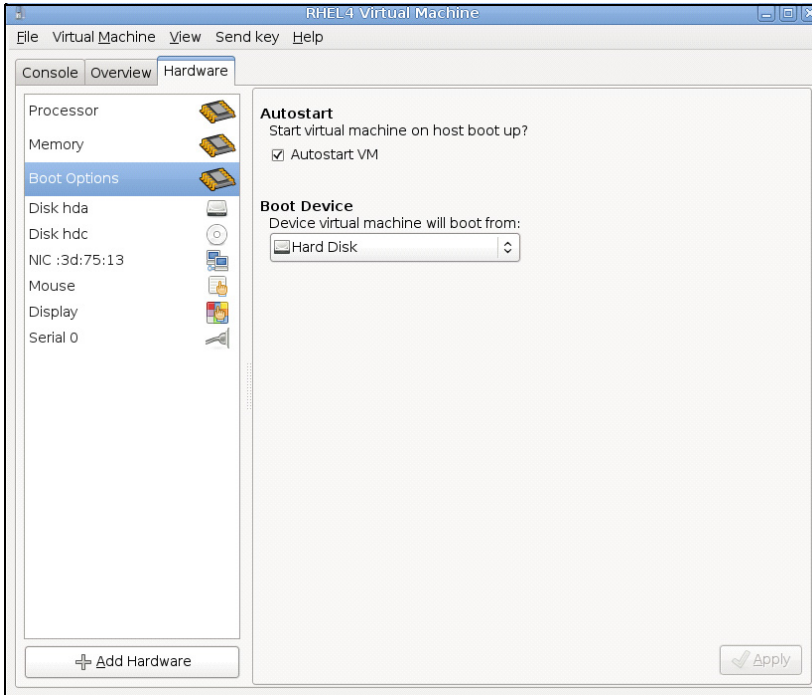 RHEL4 Virtual Machine
File Virtual Machine View Send key Help
Console Overview Hardware
Processor
Memory
Boot Options
Disk hda
Disk hdc
NIC :3d:75:13
Mouse
Display
Serial 0
Add Hardware
Autostart
Start virtual machine on host boot up?
Autostart VM
Boot Device
Device virtual machine will boot from:
Hard Disk
Apply